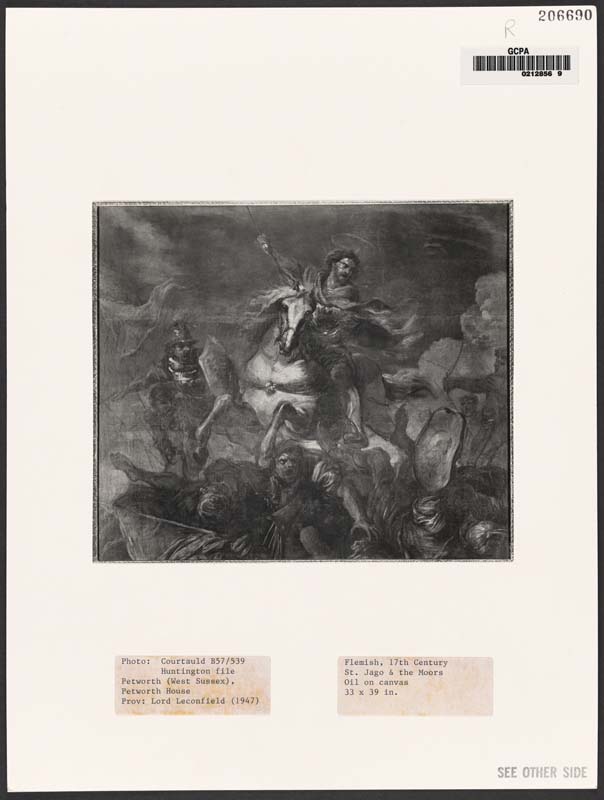 206690
R
GCPA
0212856 9
Photo: Courtauld B57/539
Huntington file
Petworth (West Sussex),
Petworth House
Prov: Lord Leconfield (1947)
Flemish, 17th Century
St. Jago & the Moors
Oil on canvas
33 x 39 in.
SEE OTHER SIDE